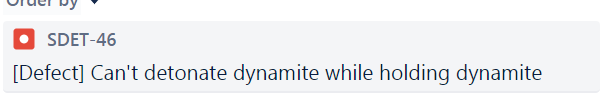 Order by
SDET-46
[Defect] Can't detonate dynamite while holding dynamite